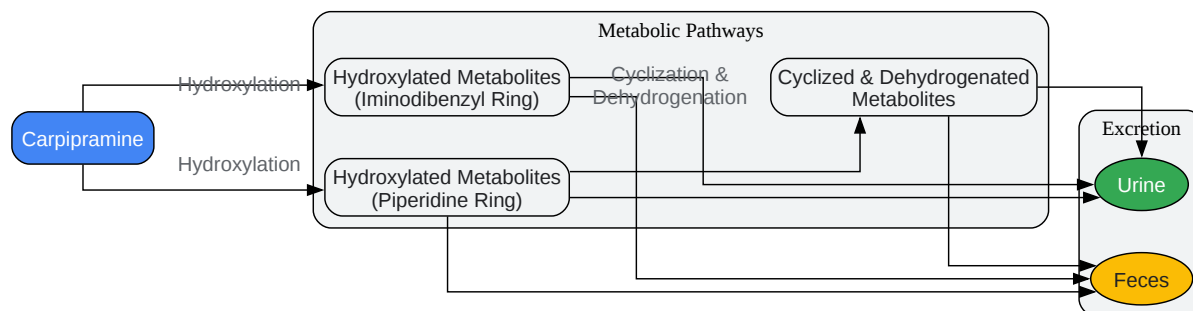 Metabolic Pathways
Hydroxylation
Hydroxylated Metabolites
(Iminodibenzyl Ring)
Cyclization &
Dehydrogenation
Cyclized & Dehydrogenated
Metabolites
Carpipramine
Excretion
Hydroxylation
Hydroxylated Metabolites
(Piperidine Ring)
Urine
Feces